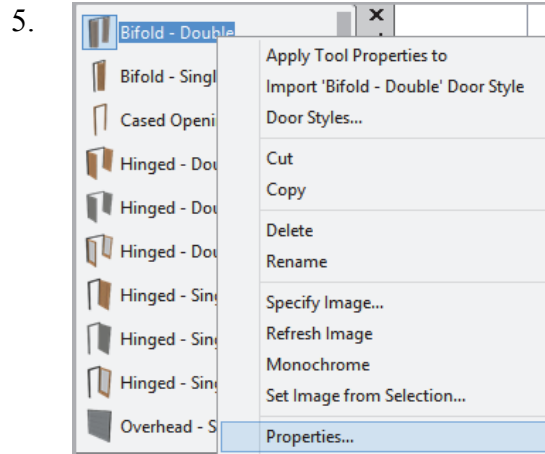 5.
Bifold - Double
Bifold - Singl
Cased Openi
Hinged - Dou
Hinged - Dou
Hinged - Dou
Hinged - Sing
Hinged - Sing
Hinged - Sing
Overhead - S
x
Apply Tool Properties to
Import 'Bifold - Double' Door Style
Door Styles...
Cut
Copy
Delete
Rename
Specify Image...
Refresh Image
Monochrome
Set Image from Selection...
Properties...